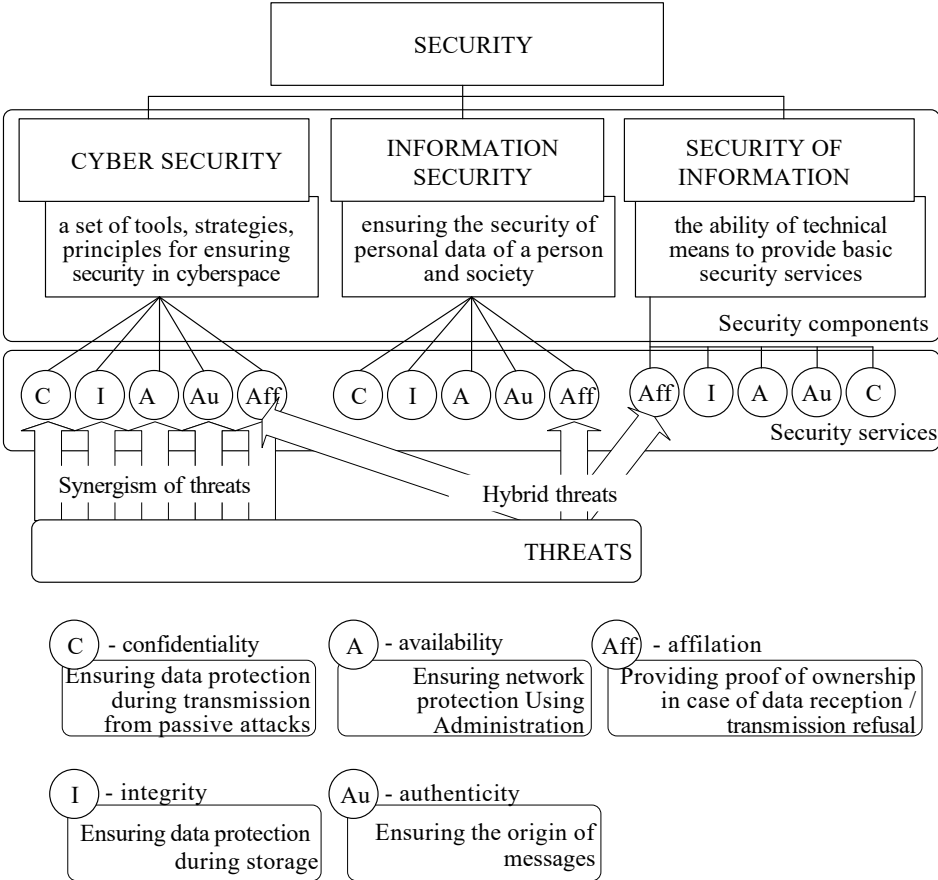 SECURITY
CYBER SECURITY
INFORMATION
SECURITY
SECURITY OF
INFORMATION
a set of tools, strategies,
principles for ensuring
security in cyberspace
ensuring the security of
personal data of a person
and society
the ability of technical
means to provide basic
security services
Security components
C I A Au Aff
C I A Au Aff
Aff I A Au C
Security services
Synergism of threats
Hybrid threats
THREATS
C - confidentiality
Ensuring data protection
during transmission
from passive attacks
A - availability
Ensuring network
protection Using
Administration
Aff - affilation
Providing proof of ownership
in case of data reception /
transmission refusal
I - integrity
Ensuring data protection
during storage
Au - authenticity
Ensuring the origin of
messages